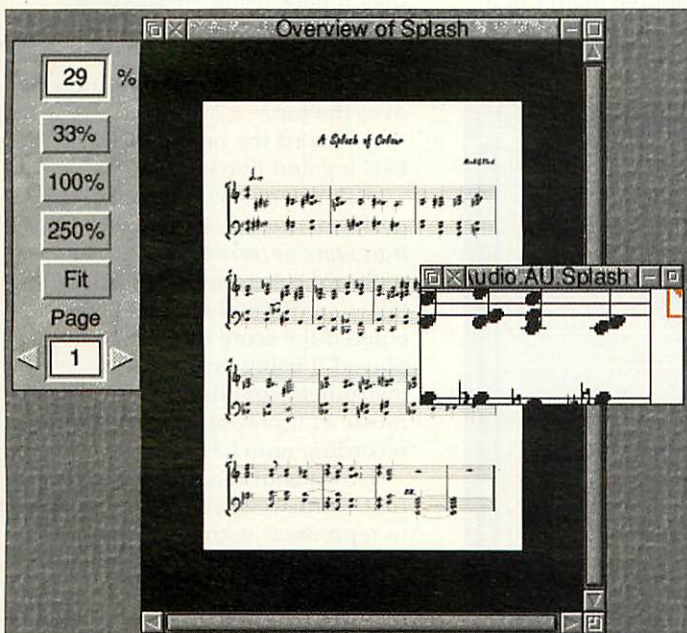 Overview of Splash
29 %
33%
100%
250%
Fit
Page
1
A Splash of Colour
udio.AU.Splash